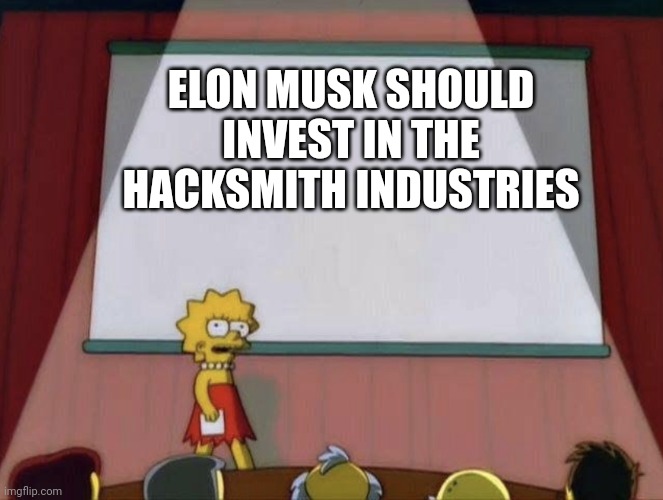 ELON MUSK SHOULD
INVEST IN THE
HACKSMITH INDUSTRIES
imgflip.com